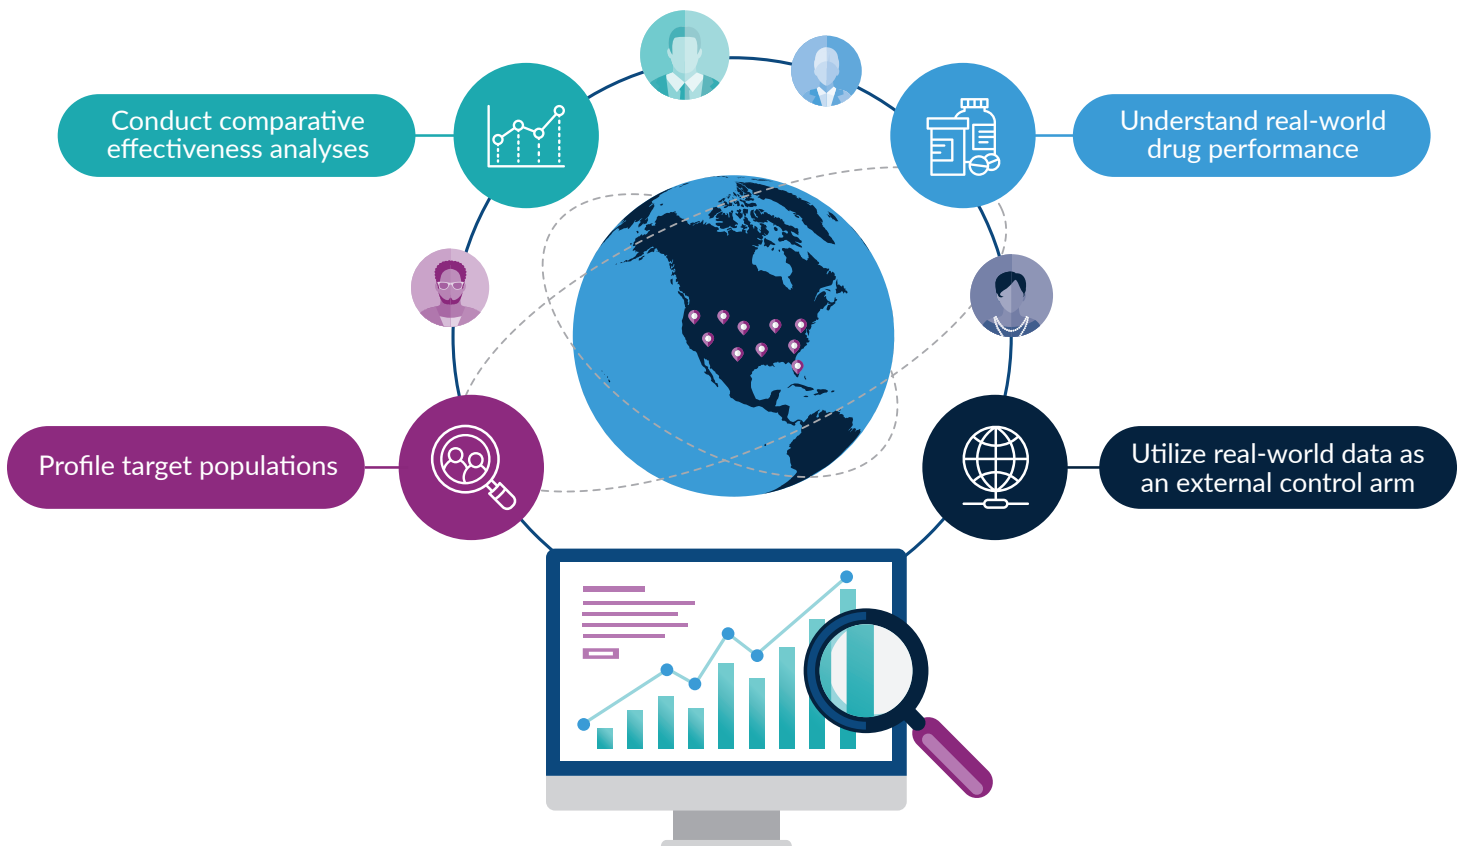 Conduct comparative
effectiveness analyses
Understand real-world
drug performance
Profile target populations
Utilize real-world data as
an external control arm